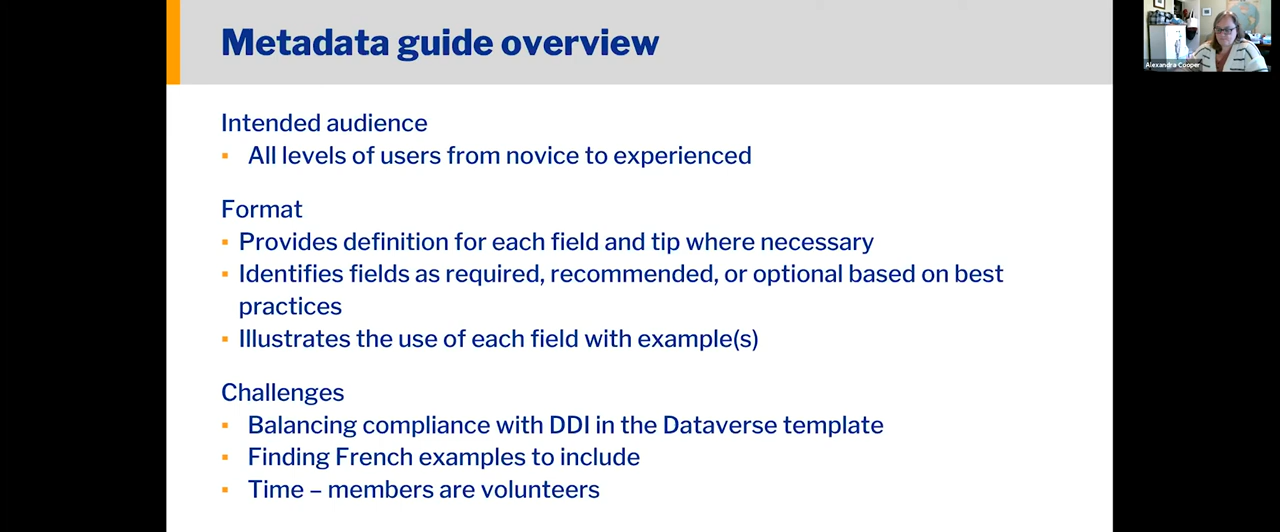 Metadata guide overview
Alexandra Cooper
Intended audience
▪ All levels of users from novice to experienced
Format
▪ Provides definition for each field and tip where necessary
▪ Identifies fields as required, recommended, or optional based on best
practices
▪ Illustrates the use of each field with example(s)
Challenges
▪ Balancing compliance with DDI in the Dataverse template
▪ Finding French examples to include
▪ Time – members are volunteers